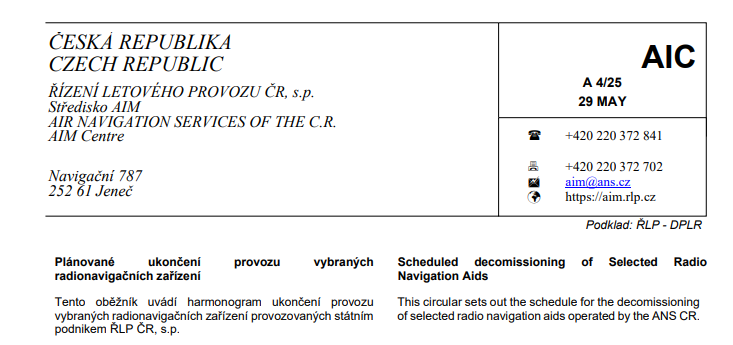 ČESKÁ REPUBLIKA
CZECH REPUBLIC
ŘÍZENÍ LETOVÉHO PROVOZU ČR, s.p.
Středisko AIM
AIR NAVIGATION SERVICES OF THE C.R.
AIM Centre
Navigační 787
252 61 Jeneč
AIC
A 4/25
29 MAY
+420 220 372 841
+420 220 372 702
aim@ans.cz
https://aim.rlp.cz
Podklad: ŘLP - DPLR
Plánované ukončení provozu vybraných
radionavigačních zařízení
Tento oběžník uvádí harmonogram ukončení provozu
vybraných radionavigačních zařízení provozovaných státním
podnikem ŘLP ČR, s.p.
Scheduled decomissioning of Selected Radio
Navigation Aids
This circular sets out the schedule for the decomissioning
of selected radio navigation aids operated by the ANS CR.